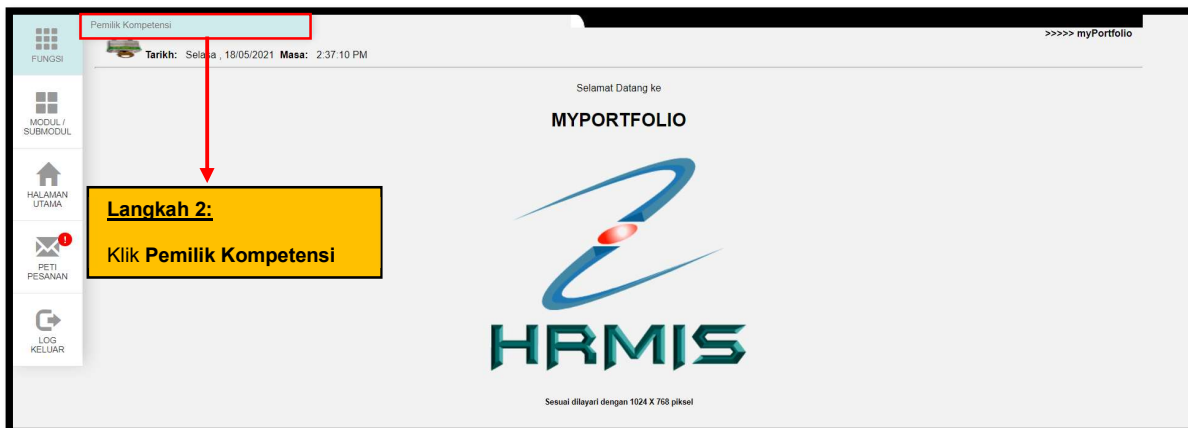 Pemilik Kompetensi
>>>>> myPortfolio
Tarikh: Selasa , 18/05/2021 Masa: 2:37:10 PM
FUNGSI
MODUL /
SUBMODUL
HALAMAN
UTAMA
!
PETI
PESANAN
LOG
KELUAR
Selamat Datang ke
MYPORTFOLIO
Langkah 2:
Klik Pemilik Kompetensi
HRMIS
Sesuai dilayari dengan 1024 X 768 piksel